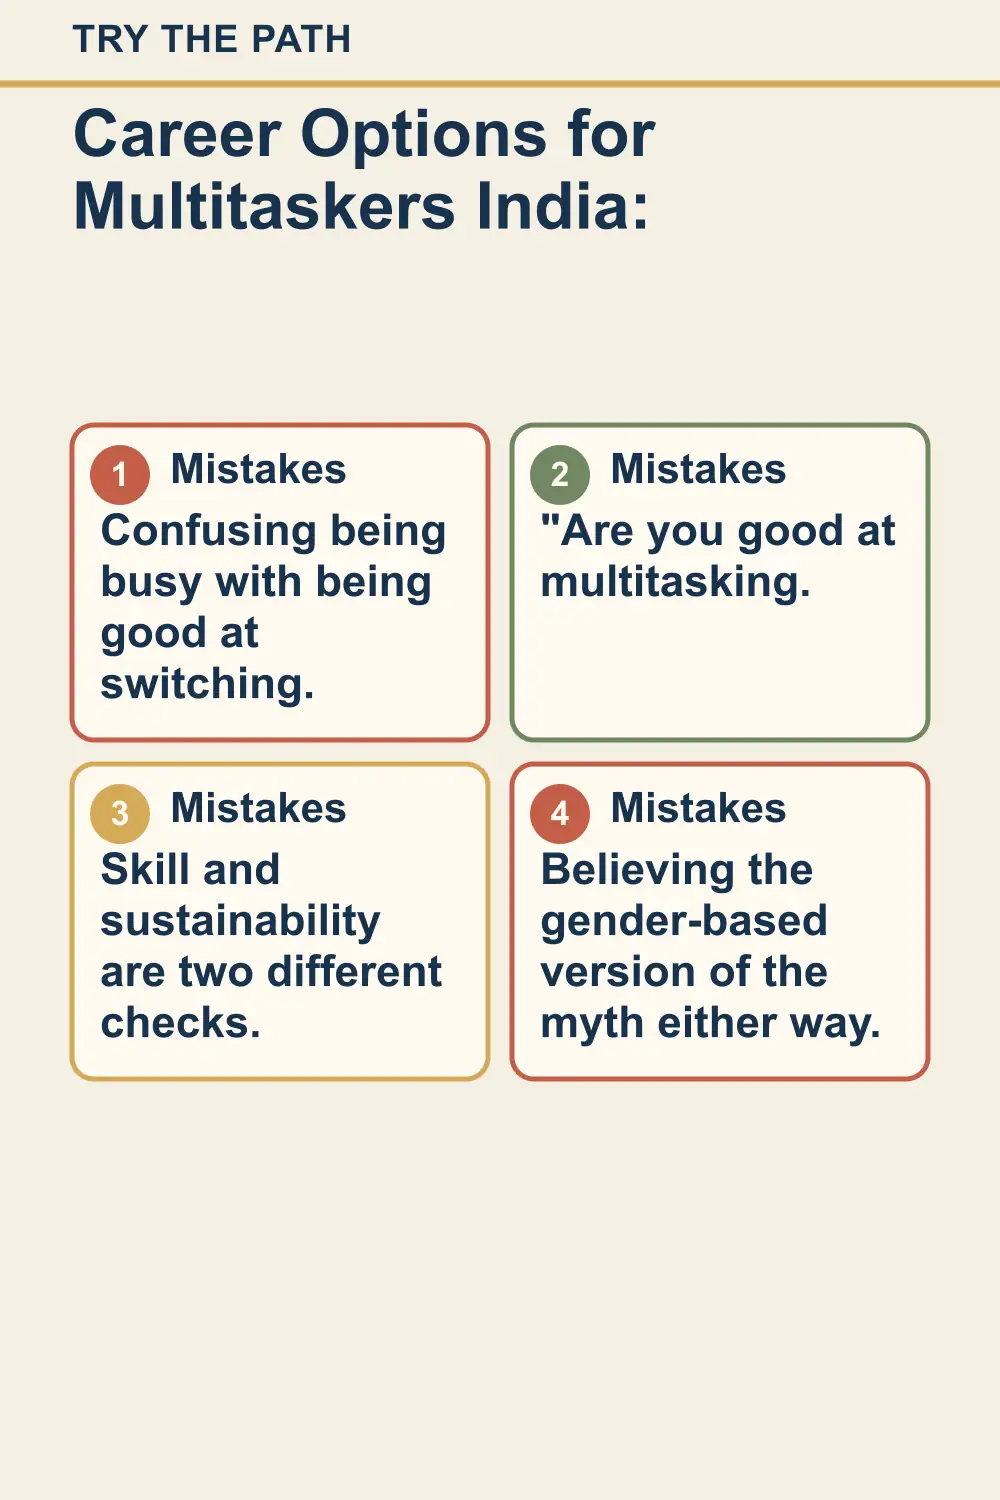 TRY THE PATH
Career Options for
Multitaskers India:
1 Mistakes
Confusing being
busy with being
good at
switching.
2 Mistakes
"Are you good at
multitasking.
3 Mistakes
Skill and
sustainability
are two different
checks.
4 Mistakes
Believing the
gender-based
version of the
myth either way.